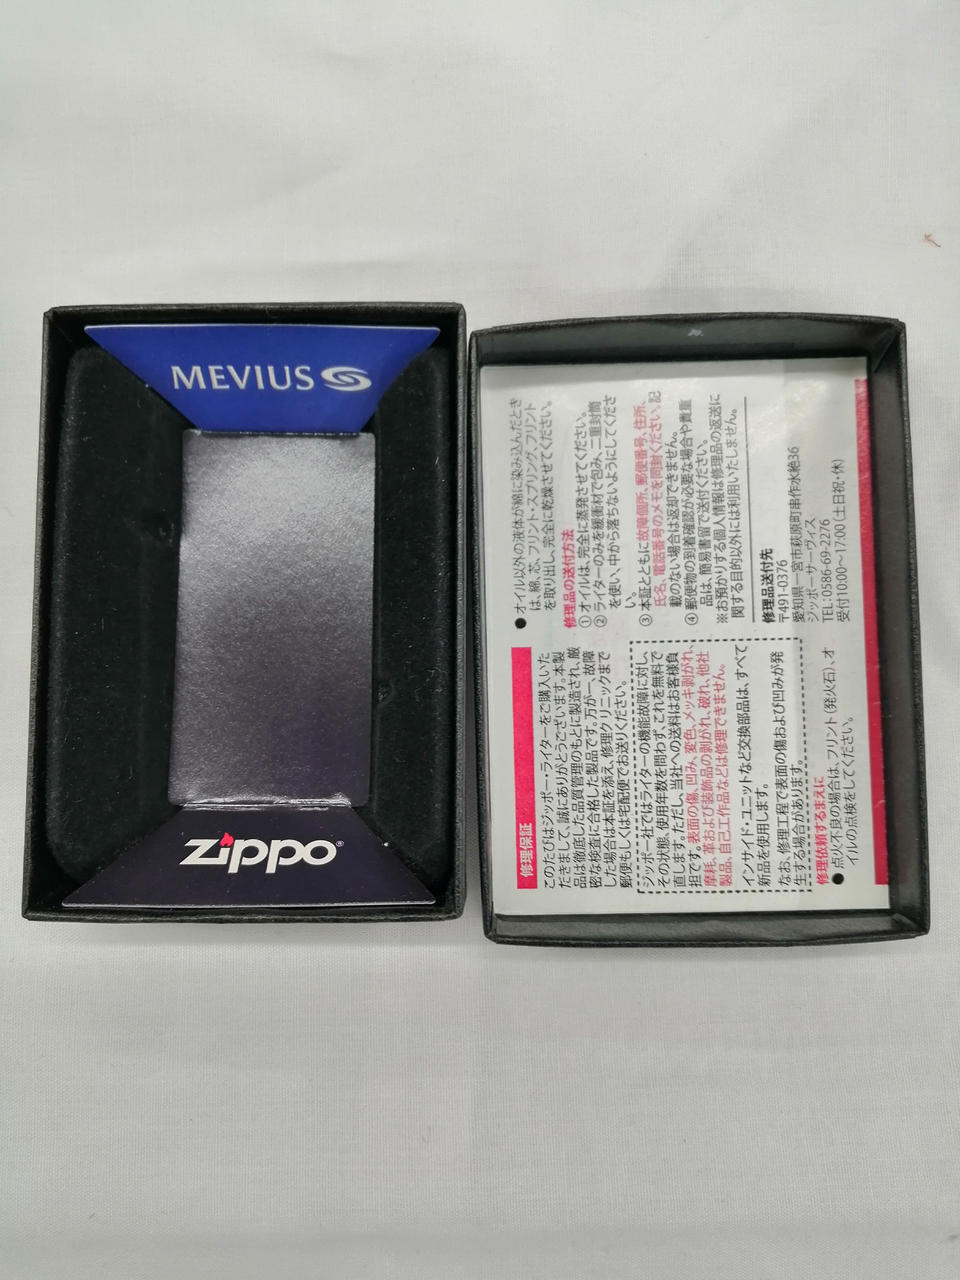 MEVIUS
zippo
修理保証
このたびはジッポー・ライターをご購入いた
だきまして、誠にありがとうございます。本製
品は徹底した品質管理のもとに製造され、厳
密な検査に合格した製品です。万が一、故障
した場合は本証を添え、修理クリニックまで
郵便もしくは宅配便でお送りください。
ジッポー社ではライターの機能故障に対し、
その状態、使用年数を問わず、これを無料で
直します。ただし、当社への送料はお客様負
担です。表面の傷、凹み、変色、メッキ剥がれ、
摩耗、革および装飾品の剥がれ、破れ、他社
製品、自己工作品などは修理できません。
インサイド・ユニットなど交換部品は、すべて
新品を使用します。
なお、修理工程で表面の傷および凹みが発
生する場合があります。
修理依頼するまえに
●点火不良の場合は、フリント(発火石)、オ
イルの点検をしてください。
●オイル以外の液体が綿に染み込んだとき
は、綿、芯、フリント・スプリング、フリント
を取り出し、完全に乾燥させてください。
修理品の送付方法
①オイルは、完全に蒸発させてください。
②ライターのみを緩衝材で包み、二重封筒
を使い、中から落ちないようにしてくださ
い。
③本証とともに故障個所、郵便番号、住所、
氏名、電話番号のメモを同封ください。記
載のない場合は返却できません。
④郵便物の到着確認が必要な場合や貴重
品は、簡易書留で送付ください。
※お預かりする個人情報は修理品の返送に
関する目的以外には利用いたしません。
修理品送付先
〒491-0376
愛知県一宮市萩原町串作水絶36
ジッポーサーヴィス
TEL:0586-69-2276
受付10:00〜17:00(土日祝・休)